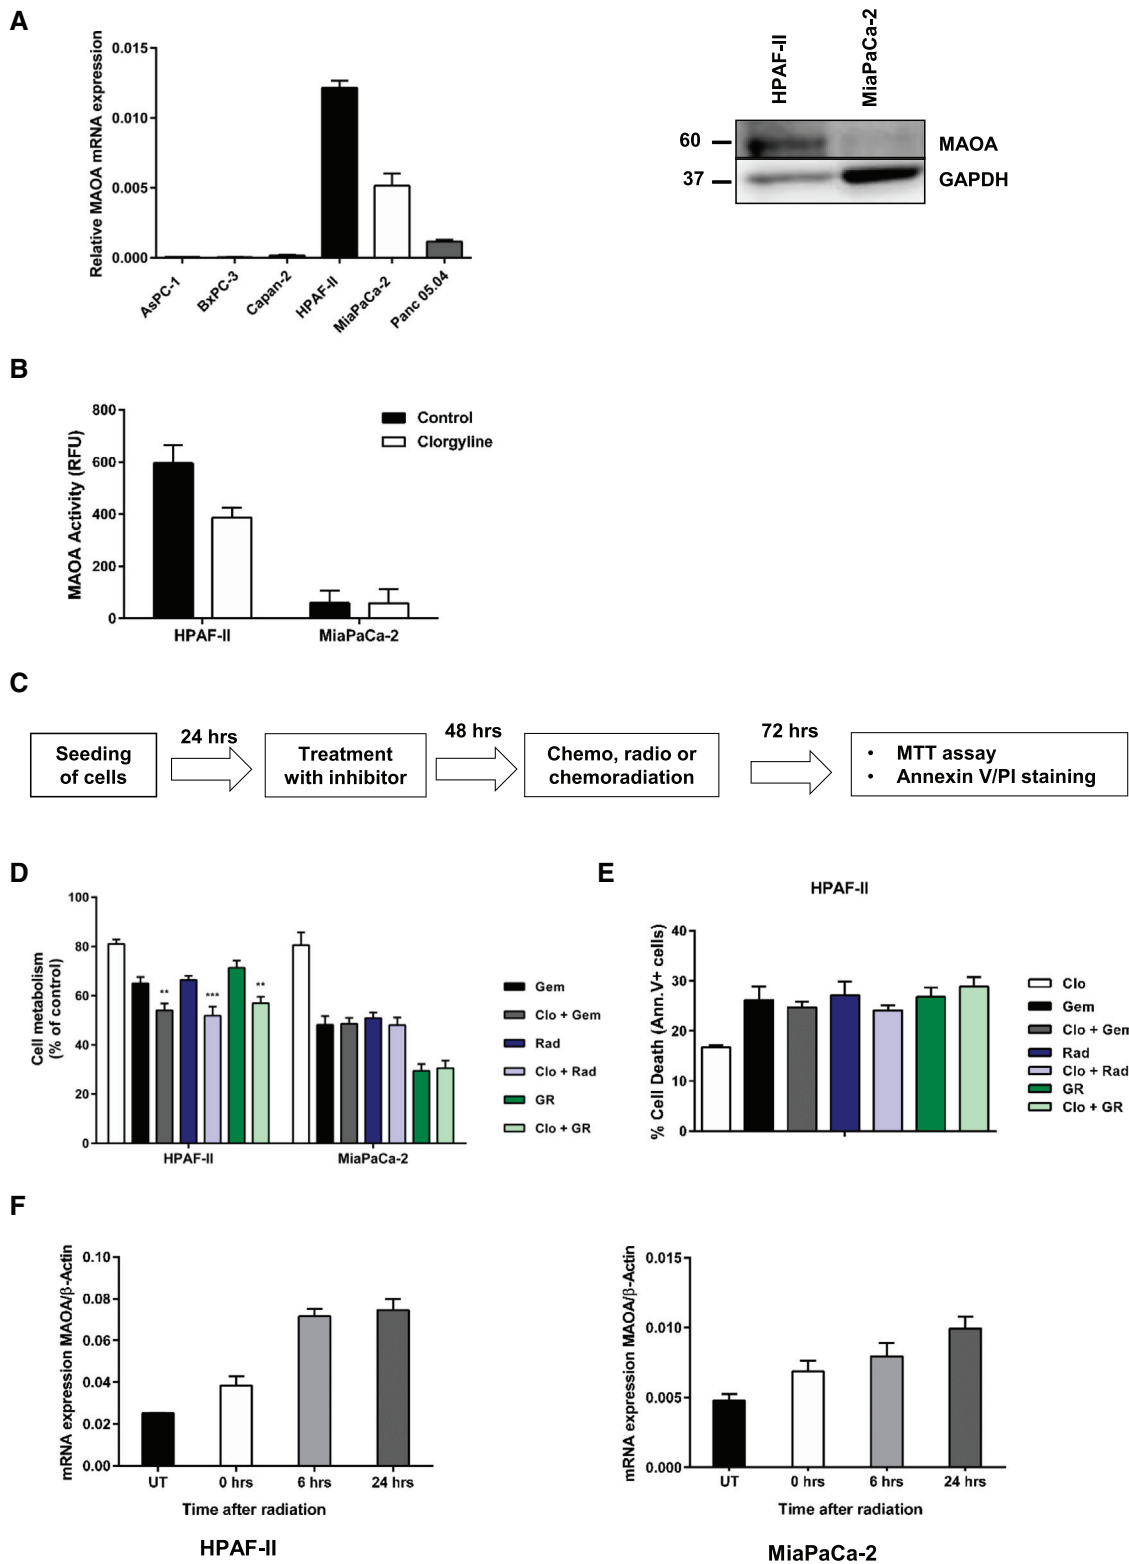 A
Relative MAOA mRNA expression
0.015
0.010
0.005
0.000
AsPC-1
BxPC-3
Capan-2
HPAF-II
MiaPaCa-2
Panc 05.04
HPAF-II
MiaPaCa-2
60
MAOA
37
GAPDH
B
MAOA Activity (RFU)
800
600
400
200
0
HPAF-II
MiaPaCa-2
Control
Clorgyline
C
Seeding
of cells
24 hrs
Treatment
with inhibitor
48 hrs
Chemo, radio or
chemoradiation
72 hrs
• MTT assay
• Annexin V/PI staining
D
Cell metabolism
(% of control)
100
80
60
40
20
0
**
***
**
HPAF-II
MiaPaCa-2
Gem
Clo + Gem
Rad
Clo + Rad
GR
Clo + GR
E
HPAF-II
% Cell Death (Ann.V+ cells)
40
30
20
10
0
Clo
Gem
Clo + Gem
Rad
Clo + Rad
GR
Clo + GR
F
mRNA expression MAOA/β-Actin
0.10
0.08
0.06
0.04
0.02
0.00
UT
0 hrs
6 hrs
24 hrs
Time after radiation
HPAF-II
mRNA expression MAOA/β-Actin
0.015
0.010
0.005
0.000
UT
0 hrs
6 hrs
24 hrs
Time after radiation
MiaPaCa-2